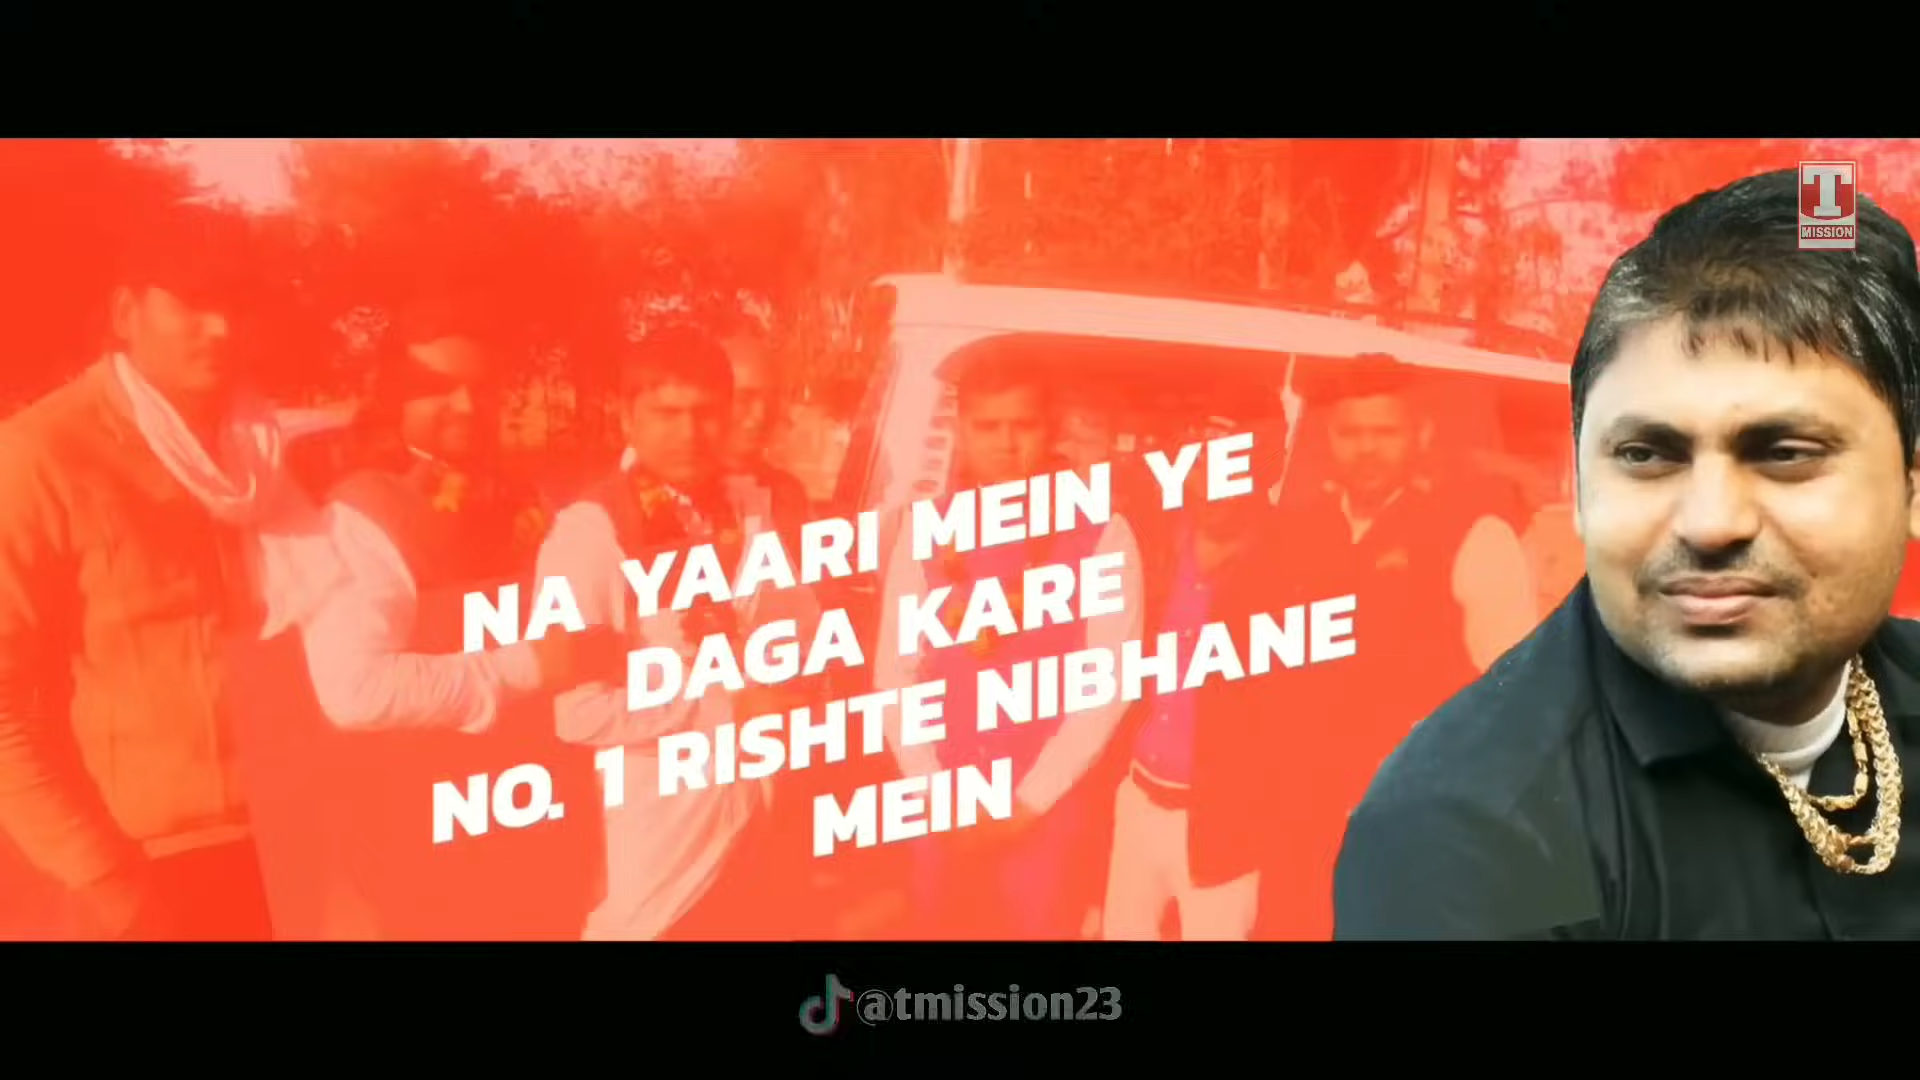 T
MISSION
NA YAARI MEIN YE
DAGA KARE
NO. 1 RISHTE NIBHANE
MEIN
@tmission23